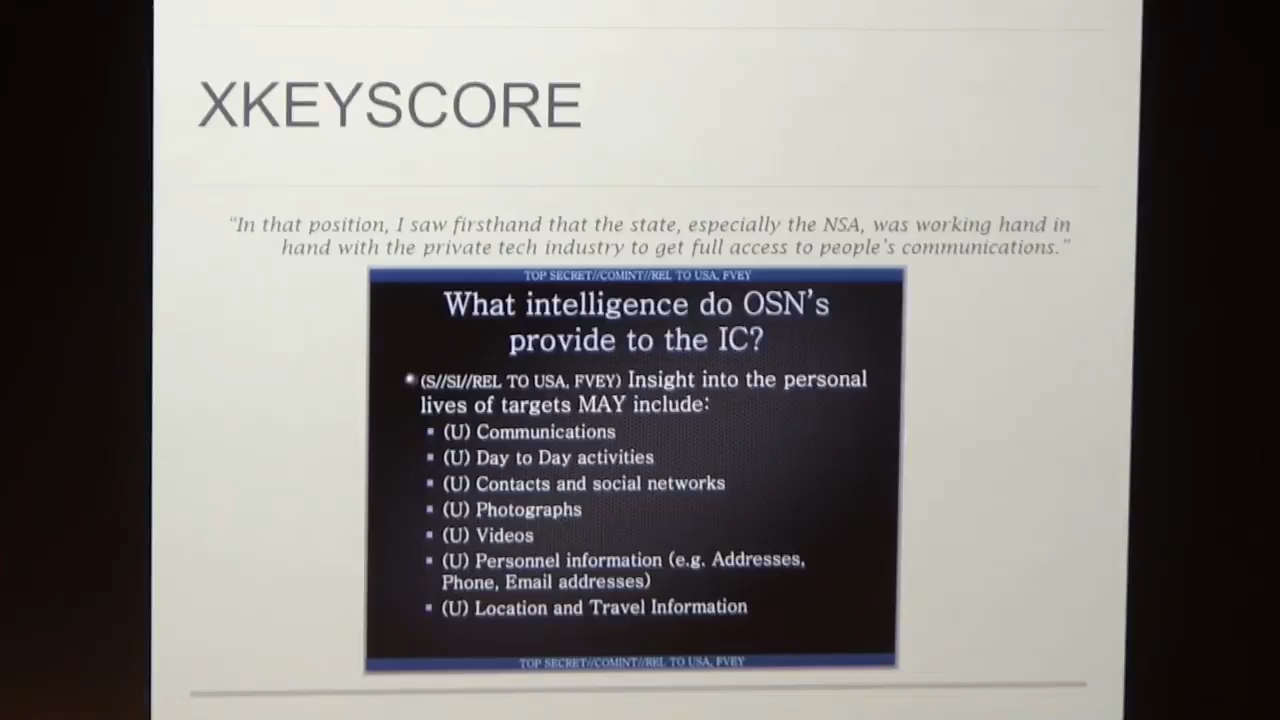 XKEYSCORE
“In that position, I saw firsthand that the state, especially the NSA, was working hand in
hand with the private tech industry to get full access to people’s communications.”
TOP SECRET//COMINT//REL TO USA, FVEY
What intelligence do OSN’s
provide to the IC?
(S//SI//REL TO USA, FVEY) Insight into the personal
lives of targets MAY include:
(U) Communications
(U) Day to Day activities
(U) Contacts and social networks
(U) Photographs
(U) Videos
(U) Personnel information (e.g. Addresses,
Phone, Email addresses)
(U) Location and Travel Information
TOP SECRET//COMINT//REL TO USA, FVEY